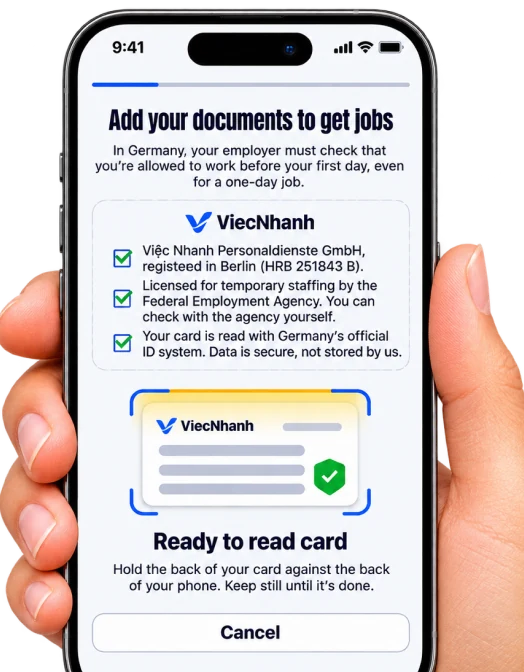 9:41
Add your documents to get jobs
In Germany, your employer must check that
you're allowed to work before your first day, even
for a one-day job.
ViecNhanh
Việc Nhanh Personaldienste GmbH,
registeed in Berlin (HRB 251843 B).
Licensed for temporary staffing by the
Federal Employment Agency. You can
check with the agency yourself.
Your card is read with Germany's official
ID system. Data is secure, not stored by us.
ViecNhanh
Ready to read card
Hold the back of your card against the back
of your phone. Keep still until it's done.
Cancel